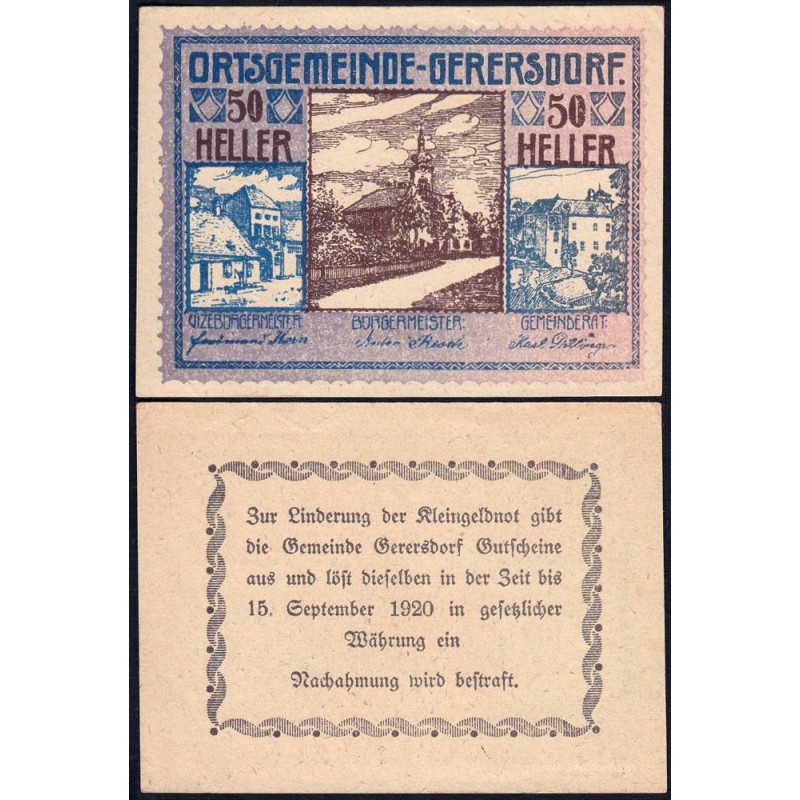 ORTSGEMEINDE-GERERSDORF.
50 HELLER
50 HELLER
VIZEBÜRGERMEISTER:
BÜRGERMEISTER:
GEMEINDERAT:
Zur Linderung der Kleingeldnot gibt
die Gemeinde Gerersdorf Gutscheine
aus und löst dieselben in der Zeit bis
15. September 1920 in gesetzlicher
Währung ein
Nachahmung wird bestraft.